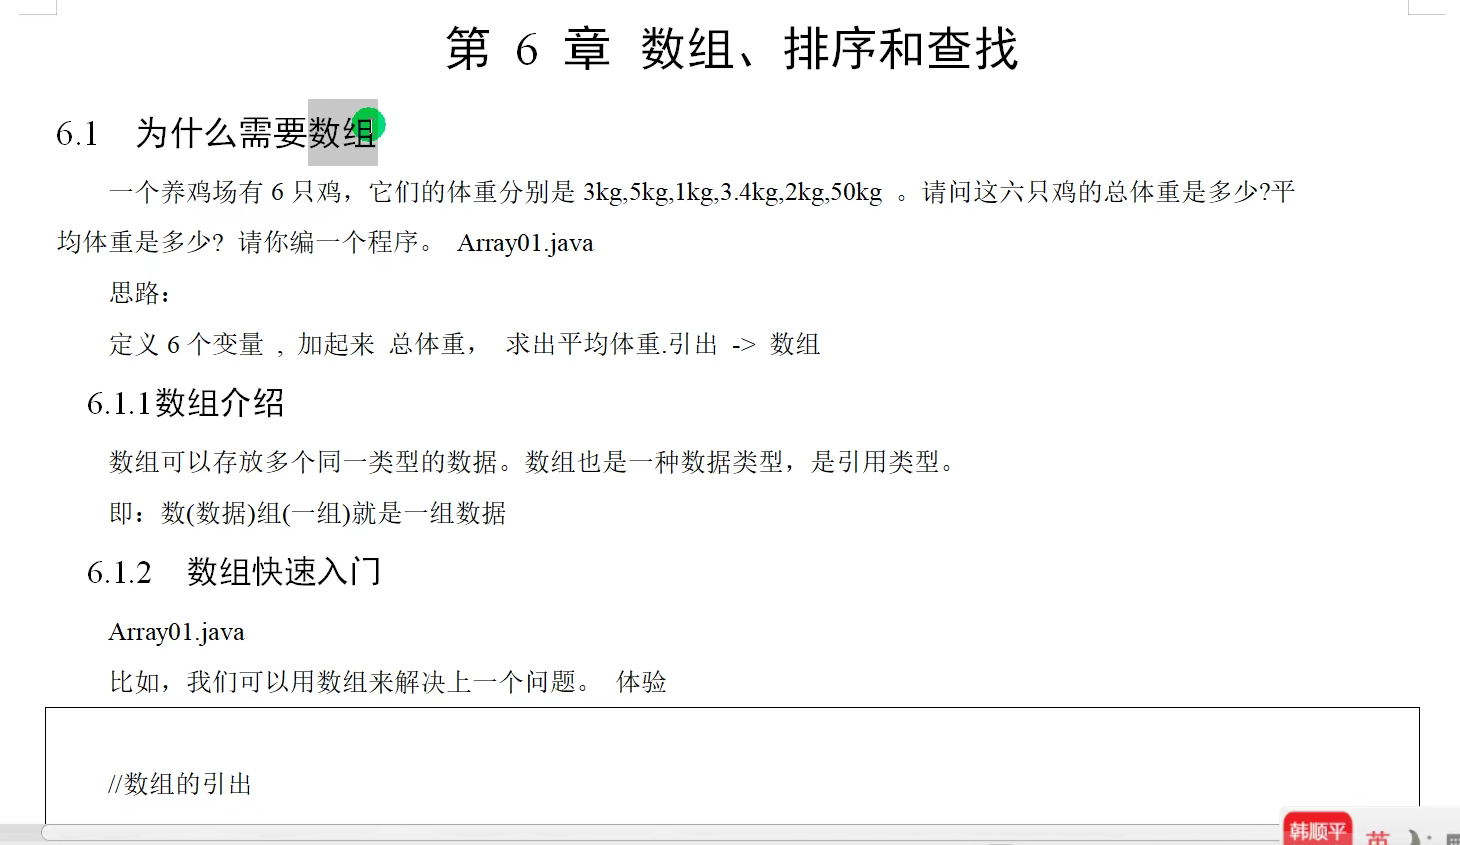 第 6 章 数组、排序和查找
6.1 为什么需要数组
一个养鸡场有 6 只鸡，它们的体重分别是 3kg,5kg,1kg,3.4kg,2kg,50kg 。请问这六只鸡的总体重是多少?平
均体重是多少? 请你编一个程序。 Array01.java
思路：
定义 6 个变量 , 加起来 总体重， 求出平均体重.引出 -> 数组
6.1.1数组介绍
数组可以存放多个同一类型的数据。数组也是一种数据类型，是引用类型。
即：数(数据)组(一组)就是一组数据
6.1.2 数组快速入门
Array01.java
比如，我们可以用数组来解决上一个问题。 体验
//数组的引出
韩顺平
英